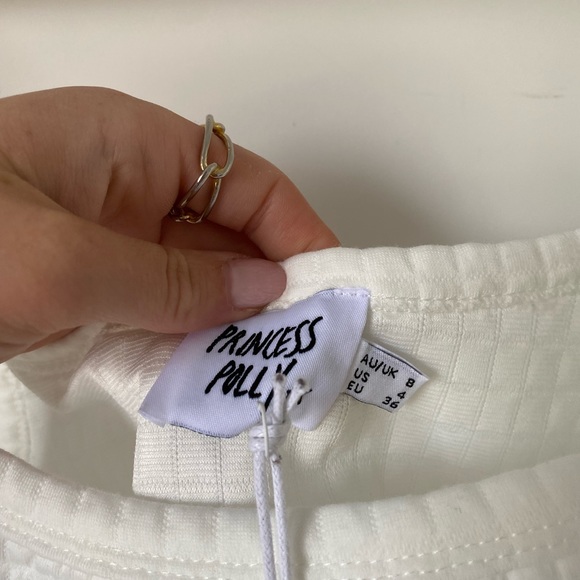 PRINCESS
POLLY
AU/UK 8
US 4
EU 36